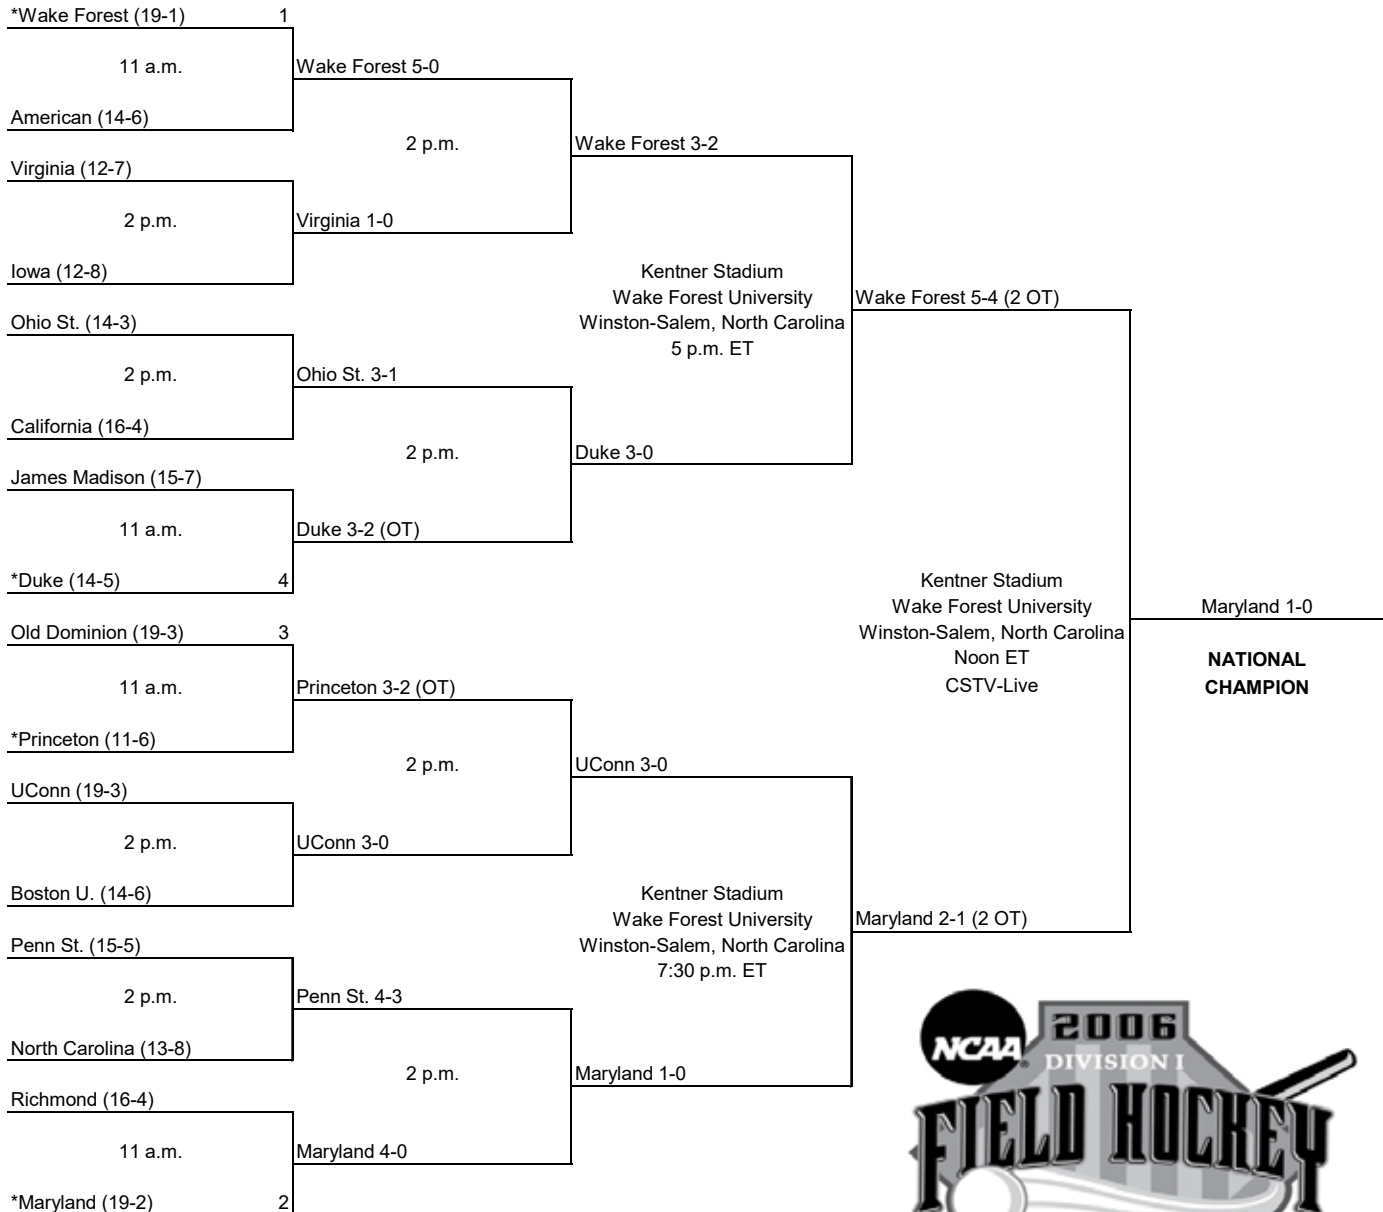 *Wake Forest (19-1) 1
11 a.m.
Wake Forest 5-0
American (14-6)
2 p.m.
Wake Forest 3-2
Virginia (12-7)
2 p.m.
Virginia 1-0
Iowa (12-8)
Kentner Stadium
Wake Forest University
Winston-Salem, North Carolina
5 p.m. ET
Wake Forest 5-4 (2 OT)
Ohio St. (14-3)
2 p.m.
Ohio St. 3-1
California (16-4)
2 p.m.
Duke 3-0
James Madison (15-7)
11 a.m.
Duke 3-2 (OT)
*Duke (14-5) 4
Kentner Stadium
Wake Forest University
Winston-Salem, North Carolina
Noon ET
CSTV-Live
Maryland 1-0
NATIONAL
CHAMPION
Old Dominion (19-3) 3
11 a.m.
Princeton 3-2 (OT)
*Princeton (11-6)
2 p.m.
UConn 3-0
UConn (19-3)
2 p.m.
UConn 3-0
Boston U. (14-6)
Kentner Stadium
Wake Forest University
Winston-Salem, North Carolina
7:30 p.m. ET
Maryland 2-1 (2 OT)
Penn St. (15-5)
2 p.m.
Penn St. 4-3
North Carolina (13-8)
2 p.m.
Maryland 1-0
Richmond (16-4)
11 a.m.
Maryland 4-0
*Maryland (19-2) 2
NCAA
2006
DIVISION I
FIELD HOCKEY